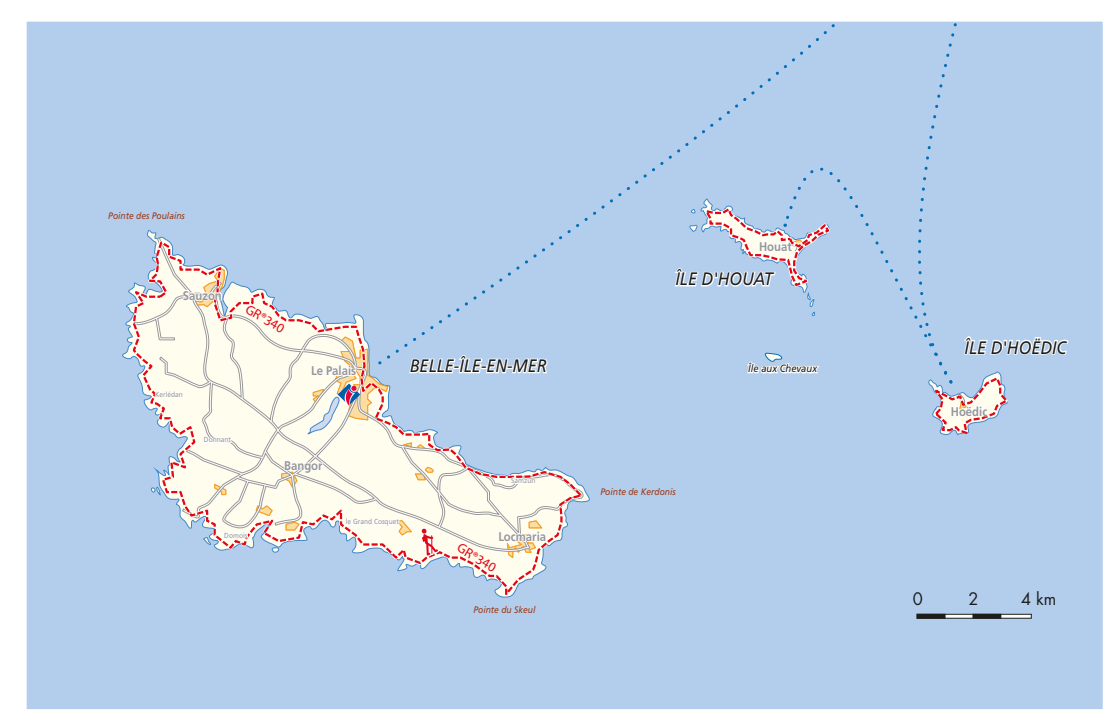 Pointe des Poulains
Houat
ÎLE D'HOUAT
Sauzon
GR®340
ÎLE D'HOËDIC
BELLE-ÎLE-EN-MER
Île aux Chevaux
Le Palais
Kerlédan
Hoëdic
Donnant
Bangor
Samzun
Pointe de Kerdonis
le Grand Cosquet
Domois
Locmaria
GR®340
0 2 4 km
Pointe du Skeul